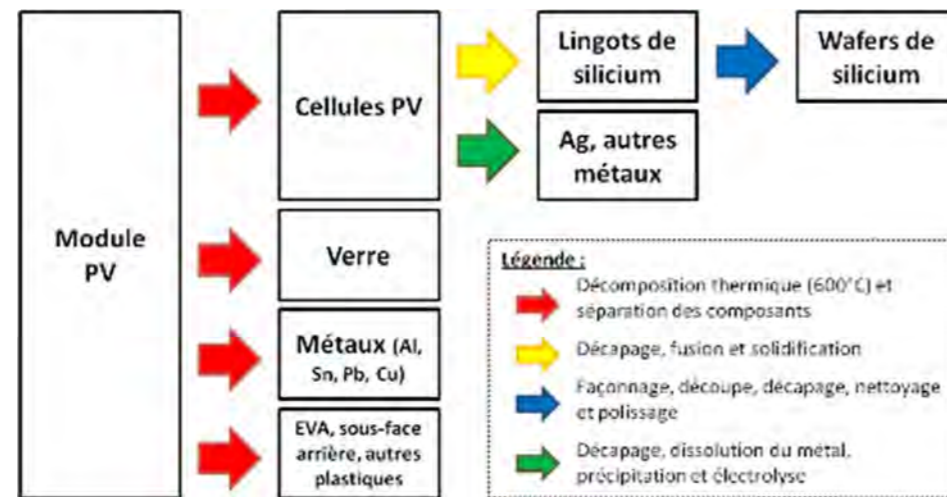 Module
PV
Cellules PV
Lingots de
silicium
Wafers de
silicium
Ag, autres
métaux
Verre
Métaux (Al,
Sn, Pb, Cu)
EVA, sous-face
arrière, autres
plastiques
Légende :
Décomposition thermique (600°C) et
séparation des composants
Décapage, fusion et solidification
Façonnage, découpe, décapage, nettoyage
et polissage
Décapage, dissolution du métal,
précipitation et électrolyse